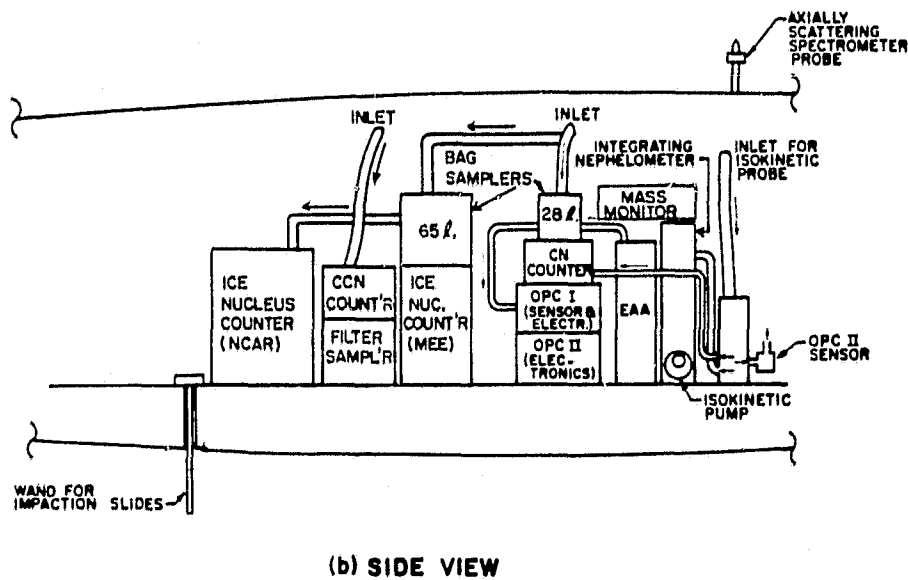 AXIALLY
SCATTERING
SPECTROMETER
PROBE
INLET
INLET
INTEGRATING
NEPHELOMETER
INLET FOR
ISOKINETIC
PROBE
BAG
SAMPLERS
MASS
MONITOR
65 ℓ.
28 ℓ.
ICE
NUCLEUS
COUNTER
(NCAR)
CCN
COUNT'R
FILTER
SAMPL'R
ICE
NUC.
COUNT'R
(MEE)
CN
COUNTER
OPC I
(SENSOR &
ELECTR.)
OPC II
(ELEC-
TRONICS)
EAA
OPC II
SENSOR
ISOKINETIC
PUMP
WAND FOR
IMPACTION SLIDES
(b) SIDE VIEW